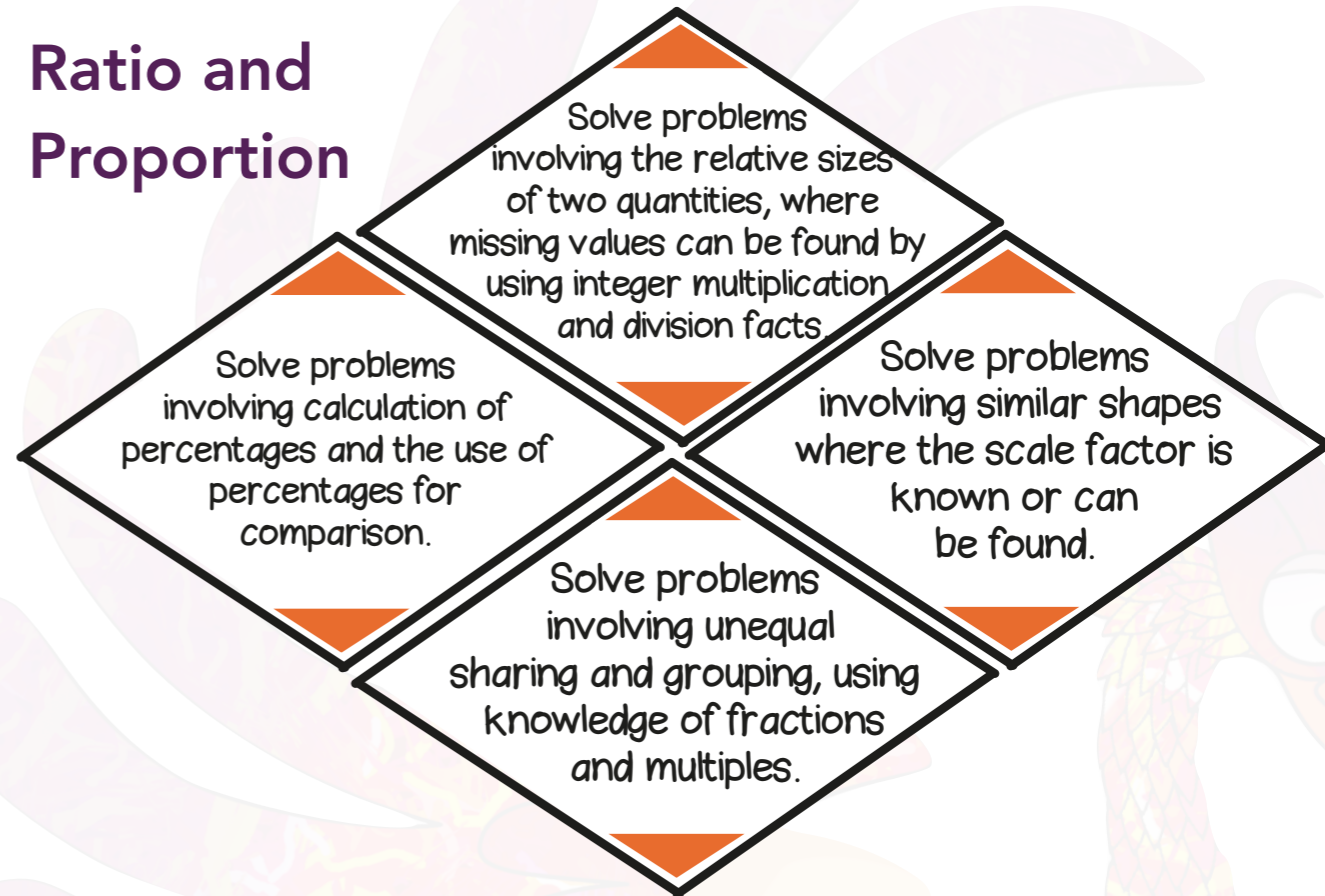 Ratio and
Proportion
Solve problems
involving the relative sizes
of two quantities, where
missing values can be found by
using integer multiplication
and division facts.
Solve problems
involving calculation of
percentages and the use of
percentages for
comparison.
Solve problems
involving similar shapes
where the scale factor is
known or can
be found.
Solve problems
involving unequal
sharing and grouping, using
knowledge of fractions
and multiples.